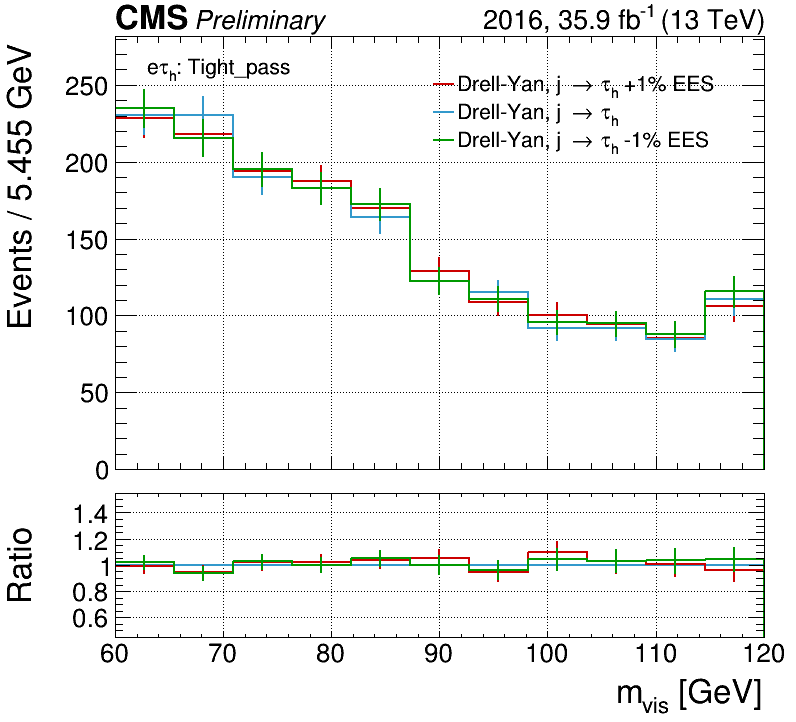 CMS Preliminary 2016, 35.9 fb⁻¹ (13 TeV)
eτₕ: Tight_pass
Drell-Yan, j → τₕ +1% EES
Drell-Yan, j → τₕ
Drell-Yan, j → τₕ -1% EES
Events / 5.455 GeV
250
200
150
100
50
0
Ratio
1.4
1.2
1
0.8
0.6
60 70 80 90 100 110 120
m_vis [GeV]